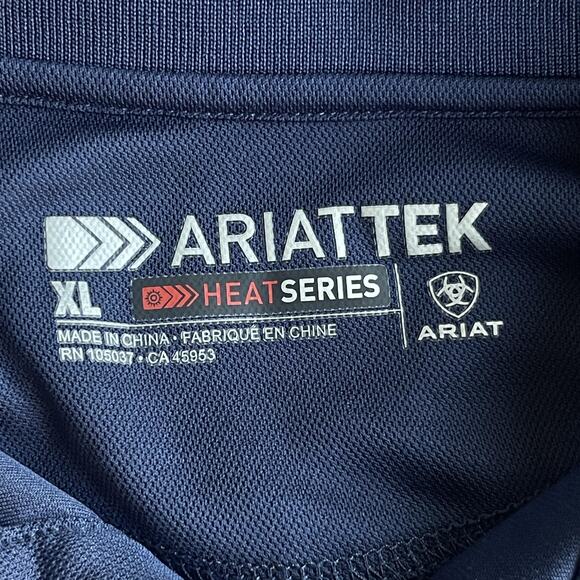 ARIATTEK
XL HEATSERIES
MADE IN CHINA • FABRIQUÉ EN CHINE
RN 105037 • CA 45953
ARIAT